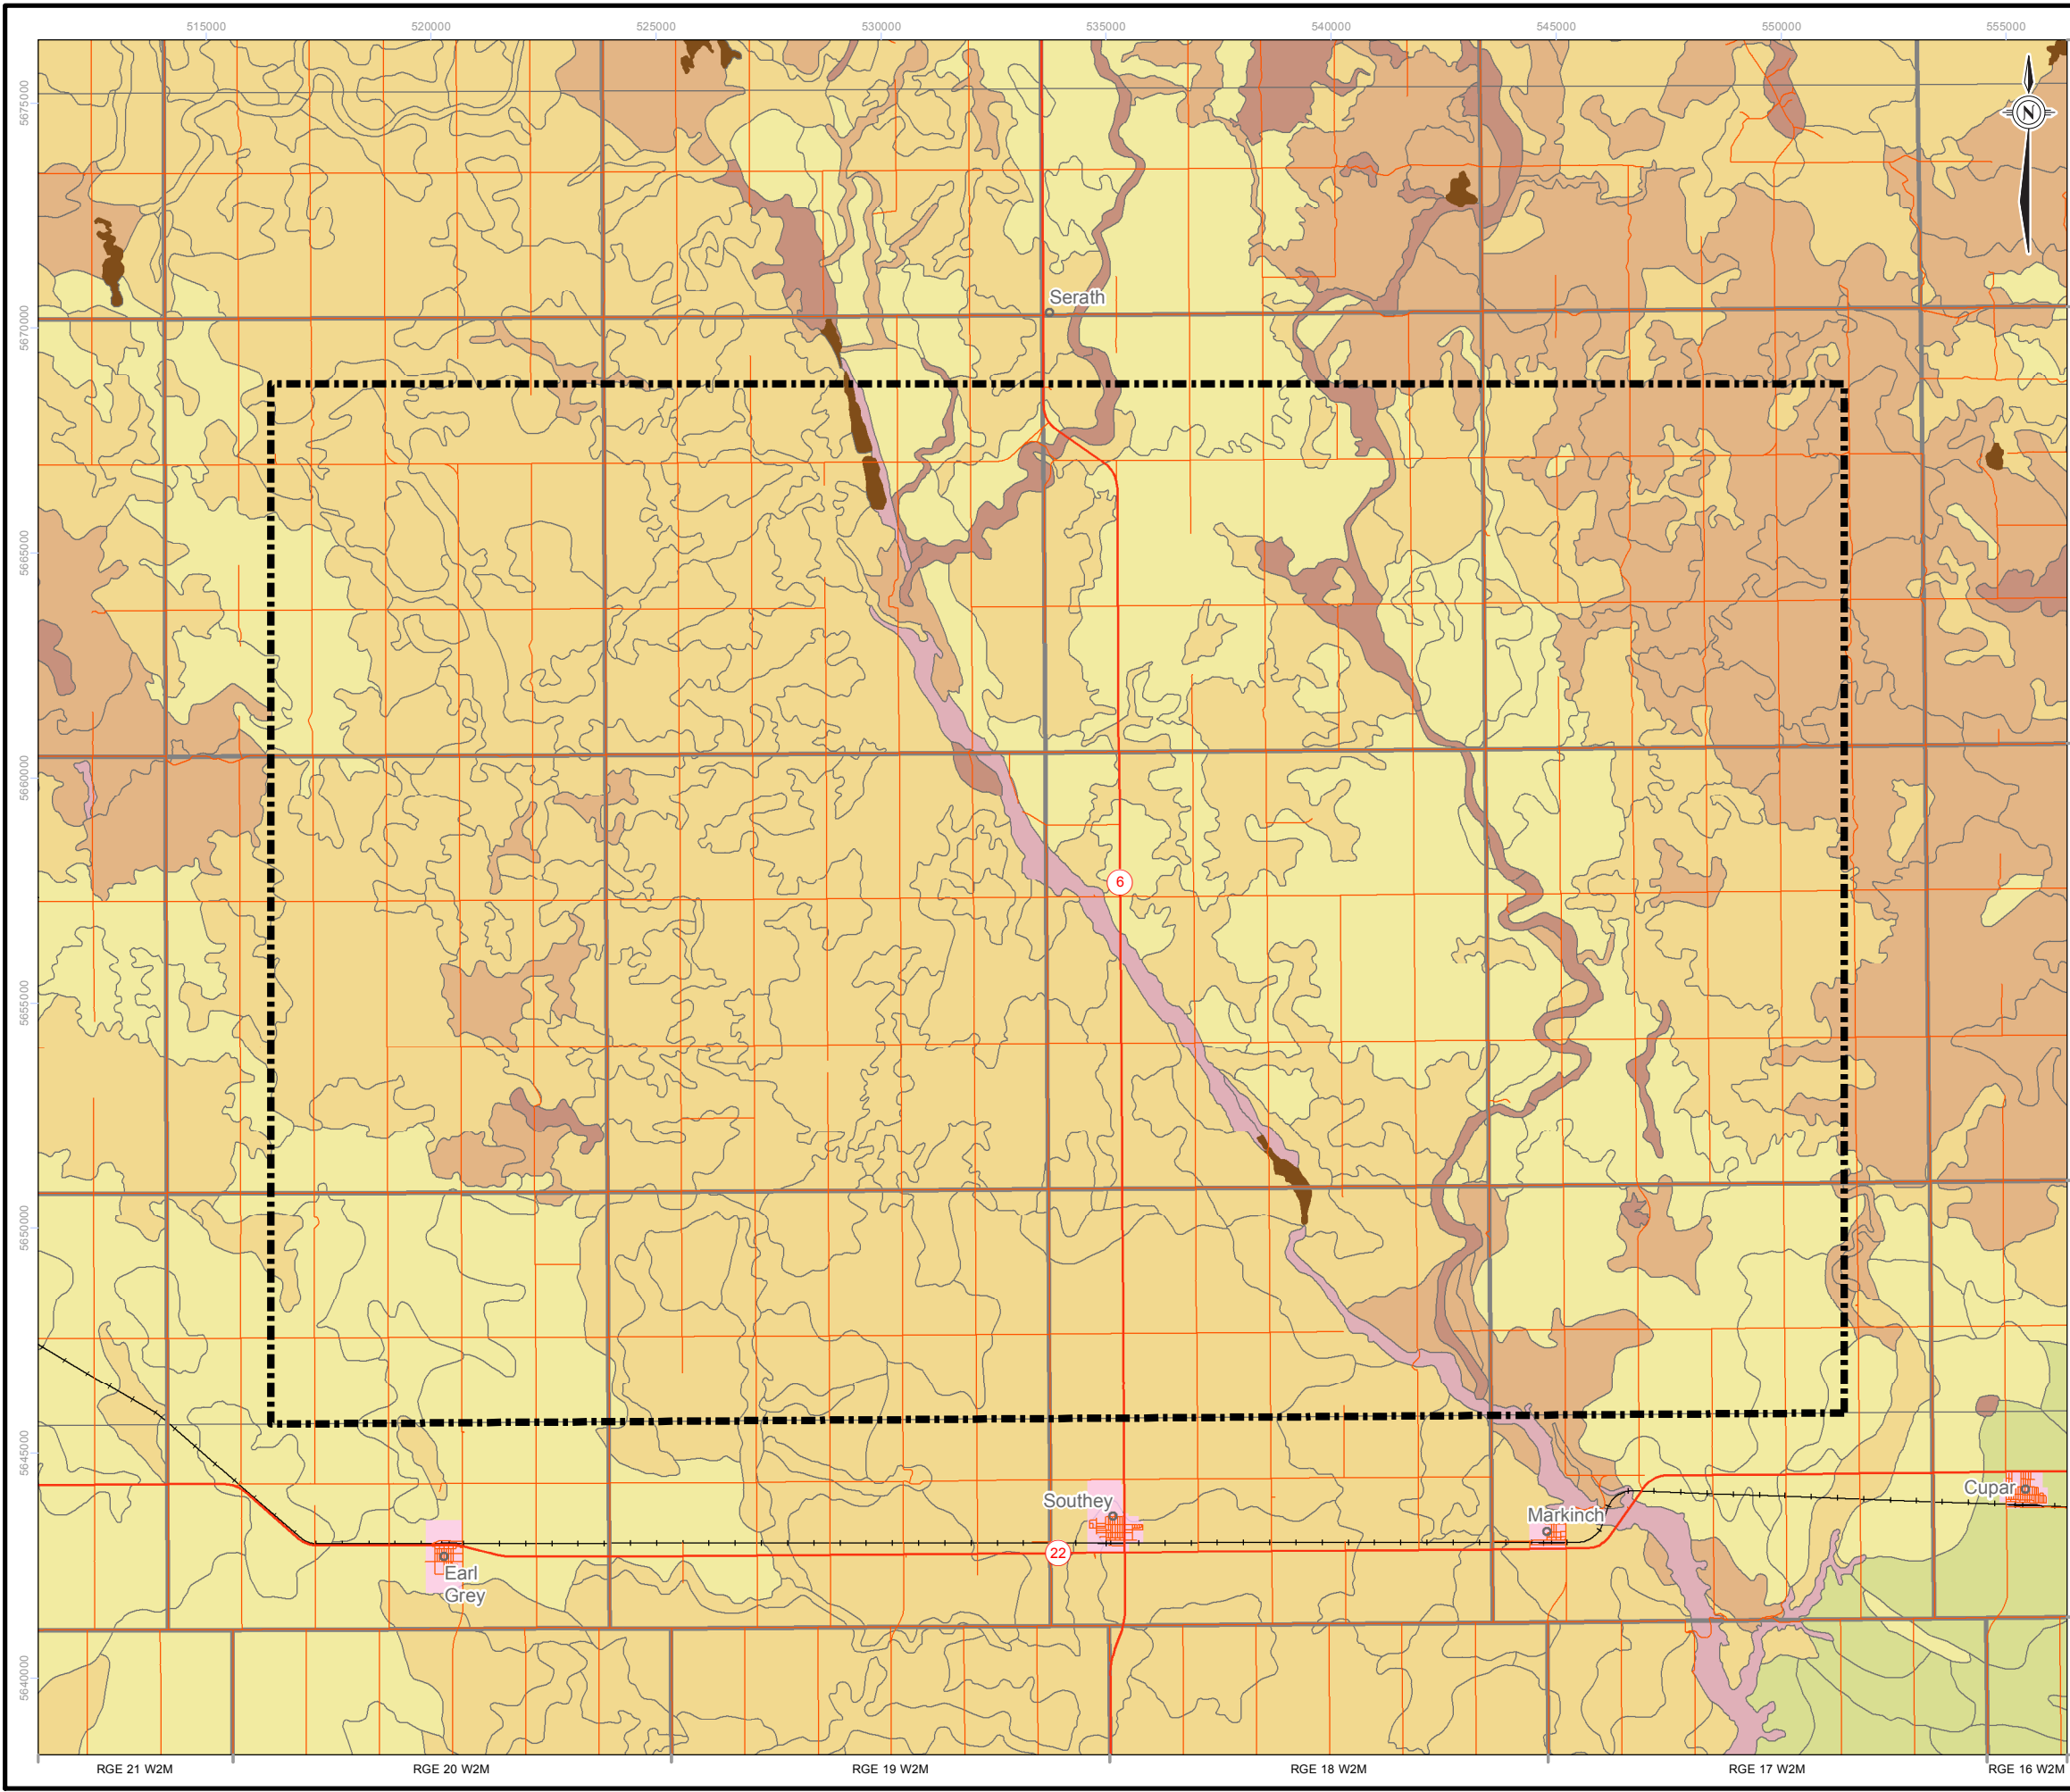 515000 520000 525000 530000 535000 540000 545000 550000 555000
5675000
N
Serath
5670000
5665000
5660000
6
5655000
5650000
5645000
Cupar
Southey
Markinch
22
Earl
Grey
5640000
RGE 21 W2M RGE 20 W2M RGE 19 W2M RGE 18 W2M RGE 17 W2M RGE 16 W2M